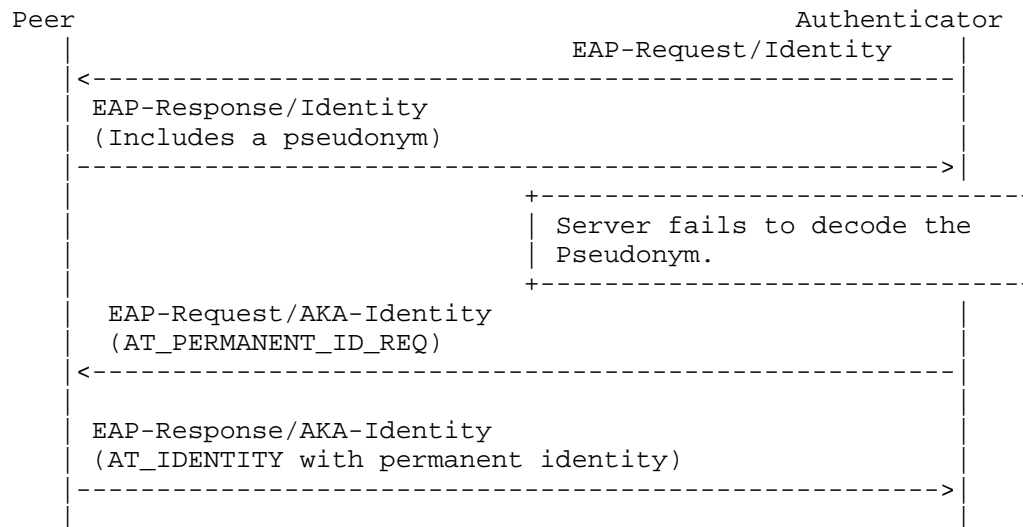 Peer Authenticator
EAP-Request/Identity
EAP-Response/Identity
(Includes a pseudonym)
Server fails to decode the
Pseudonym.
EAP-Request/AKA-Identity
(AT_PERMANENT_ID_REQ)
EAP-Response/AKA-Identity
(AT_IDENTITY with permanent identity)